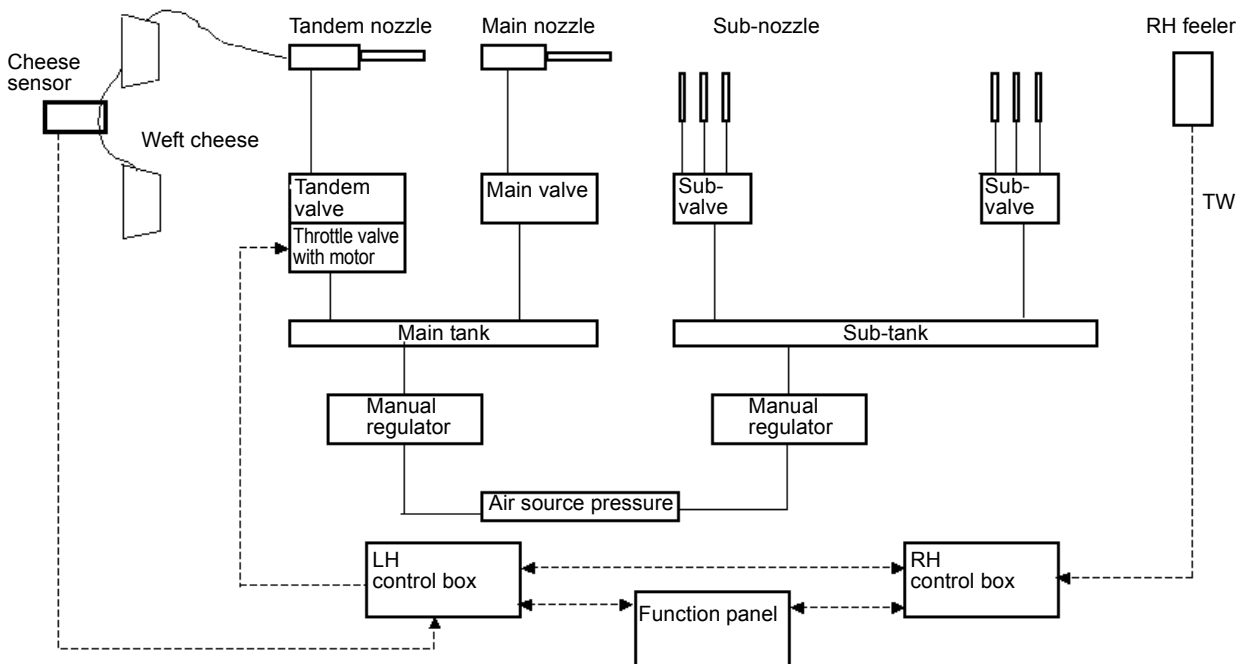 Tandem nozzle
Main nozzle
Sub-nozzle
RH feeler
Cheese
sensor
Weft cheese
Tandem
valve
Throttle valve
with motor
Main valve
Sub-
valve
Sub-
valve
TW
Main tank
Sub-tank
Manual
regulator
Manual
regulator
Air source pressure
LH
control box
RH
control box
Function panel